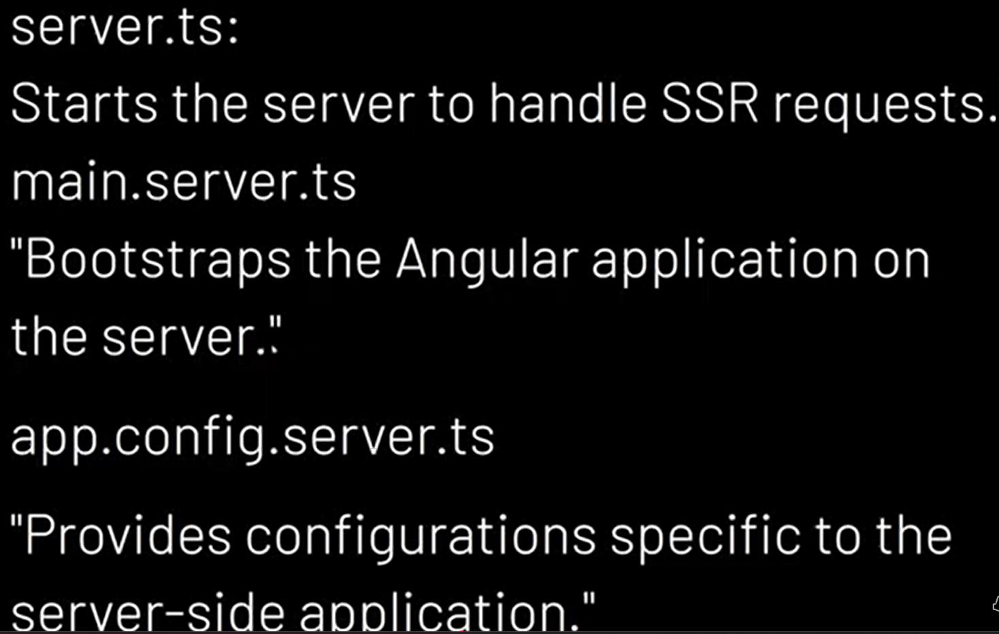 server.ts:
Starts the server to handle SSR requests.
main.server.ts
"Bootstraps the Angular application on
the server.."
app.config.server.ts
"Provides configurations specific to the
server-side application."